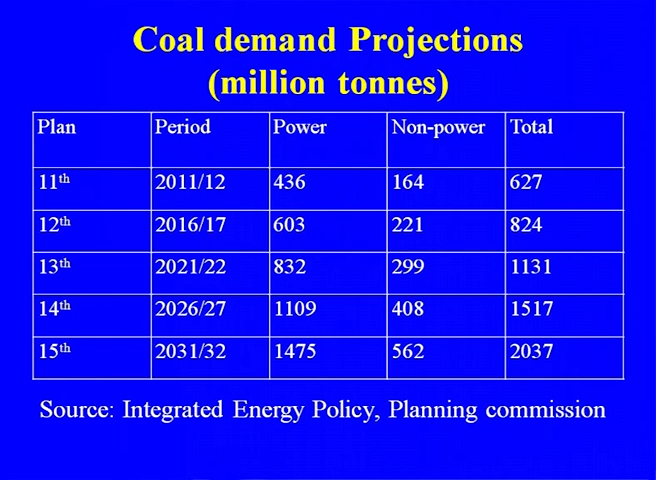 Coal demand Projections
(million tonnes)
Plan Period Power Non-power Total
11th 2011/12 436 164 627
12th 2016/17 603 221 824
13th 2021/22 832 299 1131
14th 2026/27 1109 408 1517
15th 2031/32 1475 562 2037
Source: Integrated Energy Policy, Planning commission